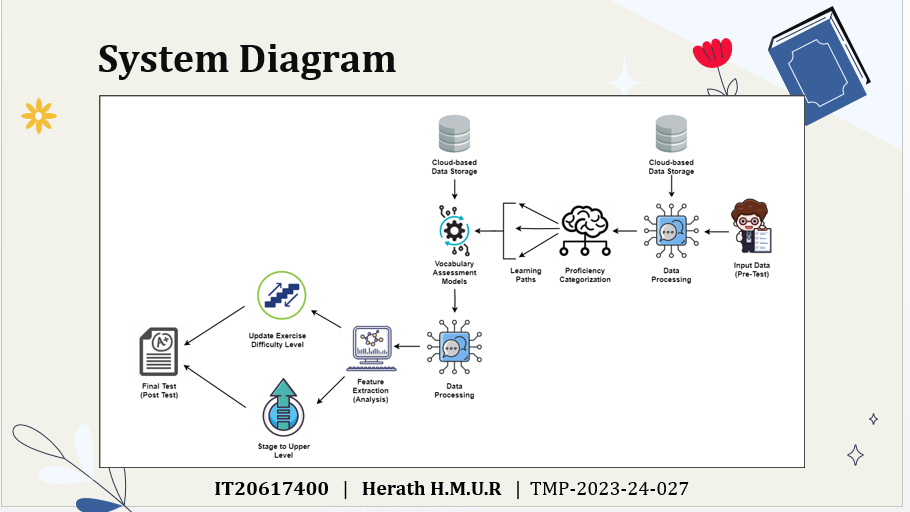 System Diagram
Cloud-based
Data Storage
Cloud-based
Data Storage
Input Data
(Pre-Test)
Data
Processing
Proficiency
Categorization
Learning
Paths
Vocabulary
Assessment
Models
Data
Processing
Feature
Extraction
(Analysis)
Update Exercise
Difficulty Level
Stage to Upper
Level
A+
Final Test
(Post Test)
IT20617400 | Herath H.M.U.R | TMP-2023-24-027